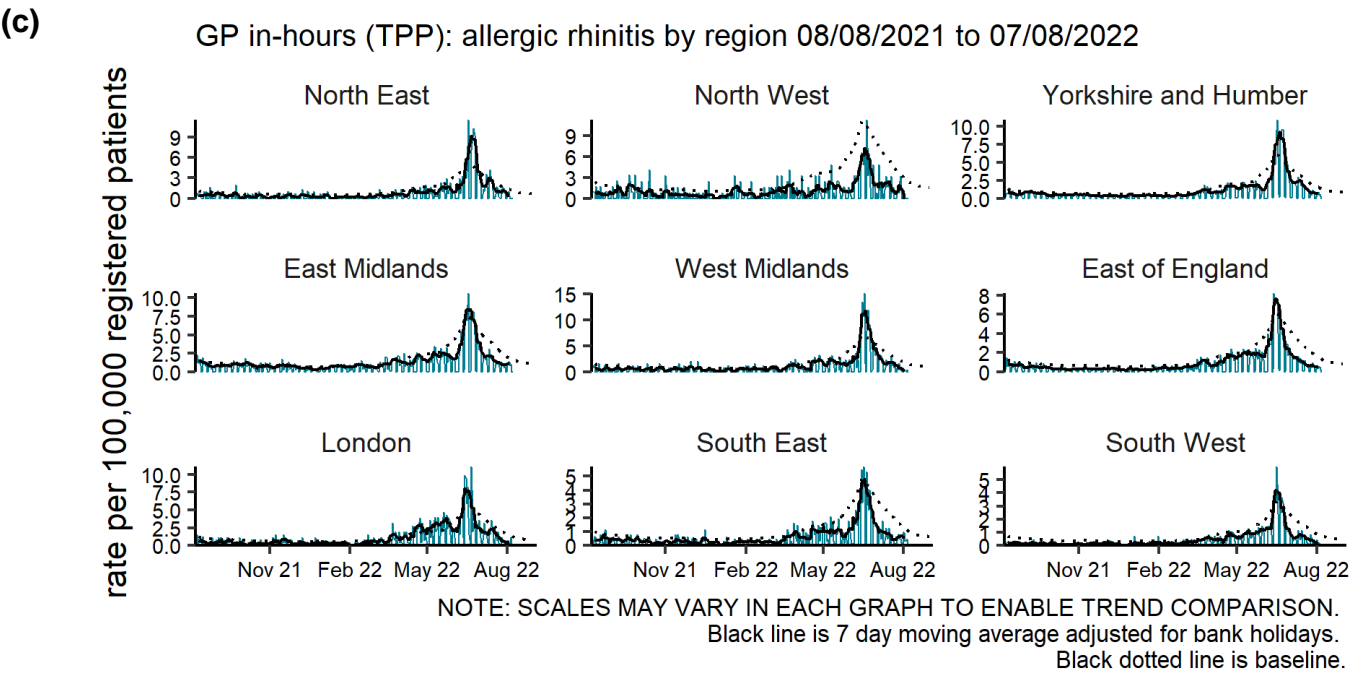 (c)
GP in-hours (TPP): allergic rhinitis by region 08/08/2021 to 07/08/2022
rate per 100,000 registered patients
North East
9
6
3
0
North West
9
6
3
0
Yorkshire and Humber
10.0
7.5
5.0
2.5
0.0
East Midlands
10.0
7.5
5.0
2.5
0.0
West Midlands
15
10
5
0
East of England
8
6
4
2
0
London
10.0
7.5
5.0
2.5
0.0
South East
5
4
3
2
1
0
South West
5
4
3
2
1
0
Nov 21 Feb 22 May 22 Aug 22
Nov 21 Feb 22 May 22 Aug 22
Nov 21 Feb 22 May 22 Aug 22
NOTE: SCALES MAY VARY IN EACH GRAPH TO ENABLE TREND COMPARISON.
Black line is 7 day moving average adjusted for bank holidays.
Black dotted line is baseline.